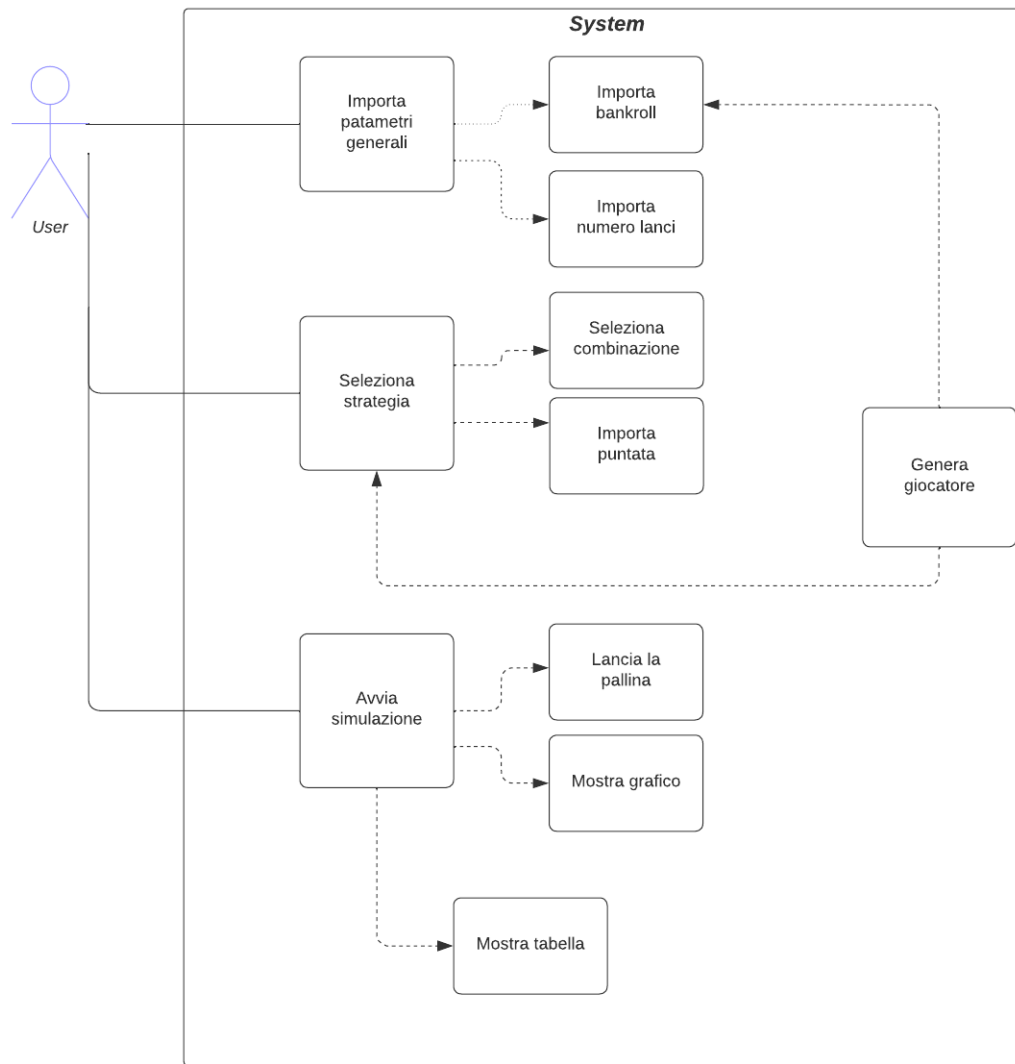 System
Importa
patametri
generali
Importa
bankroll
User
Importa
numero lanci
Seleziona
strategia
Seleziona
combinazione
Importa
puntata
Genera
giocatore
Avvia
simulazione
Lancia la
pallina
Mostra grafico
Mostra tabella